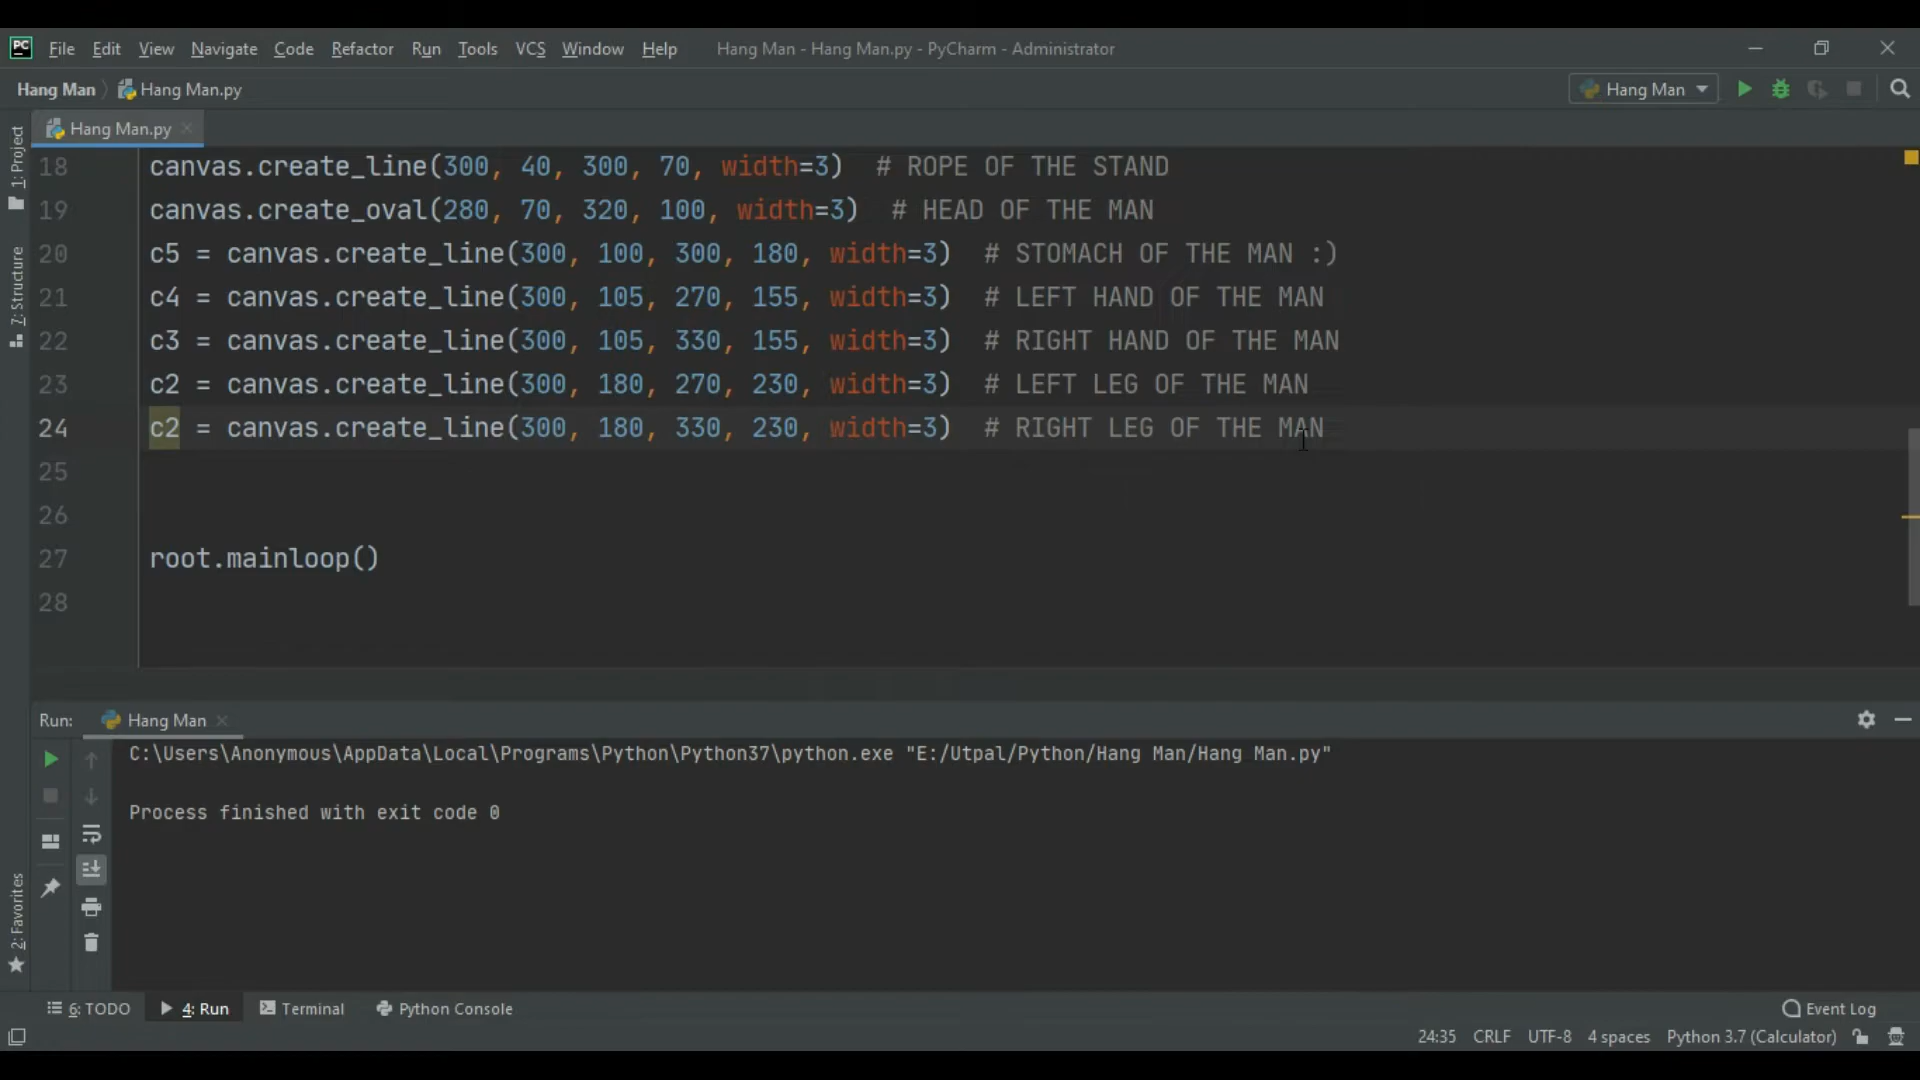 PC File Edit View Navigate Code Refactor Run Tools VCS Window Help Hang Man - Hang Man.py - PyCharm - Administrator
Hang Man Hang Man.py Hang Man
Hang Man.py
1: Project
7: Structure
2: Favorites
18 canvas.create_line(300, 40, 300, 70, width=3)  # ROPE OF THE STAND
19 canvas.create_oval(280, 70, 320, 100, width=3)  # HEAD OF THE MAN
20 c5 = canvas.create_line(300, 100, 300, 180, width=3)  # STOMACH OF THE MAN :)
21 c4 = canvas.create_line(300, 105, 270, 155, width=3)  # LEFT HAND OF THE MAN
22 c3 = canvas.create_line(300, 105, 330, 155, width=3)  # RIGHT HAND OF THE MAN
23 c2 = canvas.create_line(300, 180, 270, 230, width=3)  # LEFT LEG OF THE MAN
24 c2 = canvas.create_line(300, 180, 330, 230, width=3)  # RIGHT LEG OF THE MAN
25
26
27 root.mainloop()
28
Run: Hang Man
C:\Users\Anonymous\AppData\Local\Programs\Python\Python37\python.exe "E:/Utpal/Python/Hang Man/Hang Man.py"
Process finished with exit code 0
6: TODO 4: Run Terminal Python Console Event Log
24:35 CRLF UTF-8 4 spaces Python 3.7 (Calculator)